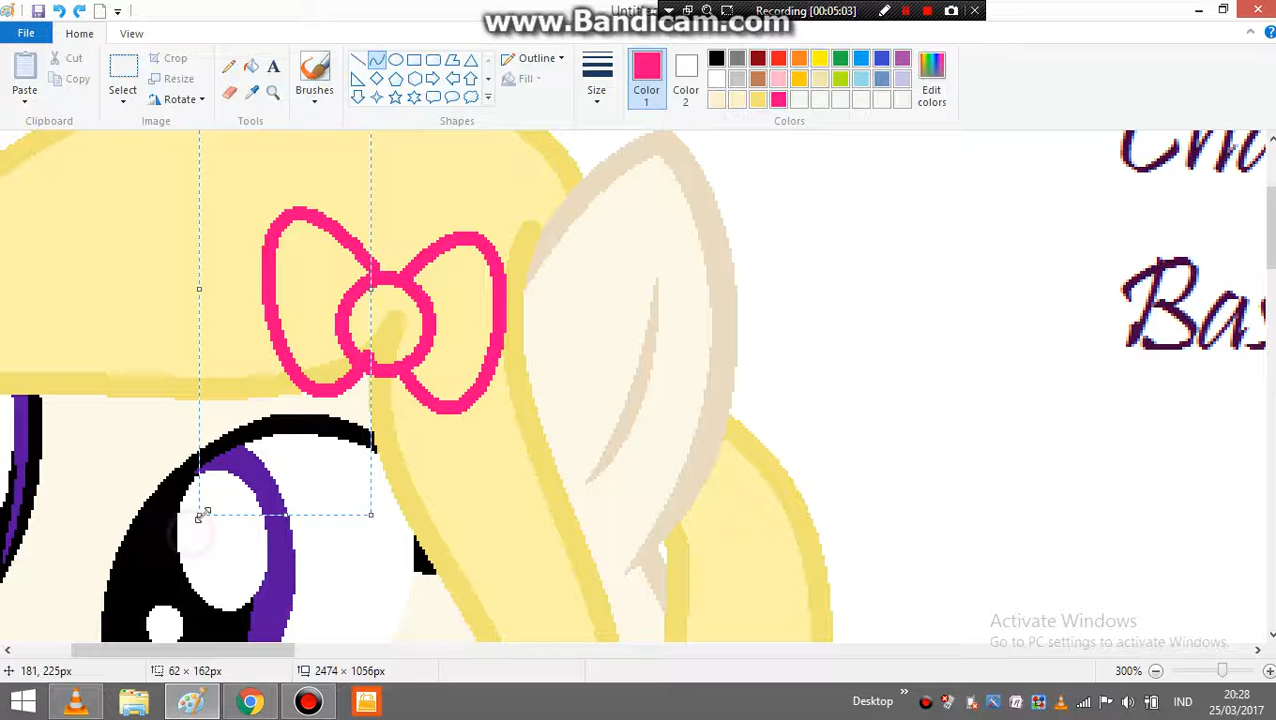 www.Bandicam.com
Recording [00:05:03]
File
Home
View
Paste
Cut
Copy
Clipboard
Select
Crop
Resize
Rotate
Image
A
Tools
Brushes
Outline
Fill
Shapes
Size
Color
1
Color
2
Edit
colors
Colors
Activate Windows
Go to PC settings to activate Windows.
181, 225px
62 × 162px
2474 × 1056px
300%
Desktop
IND
20:28
25/03/2017